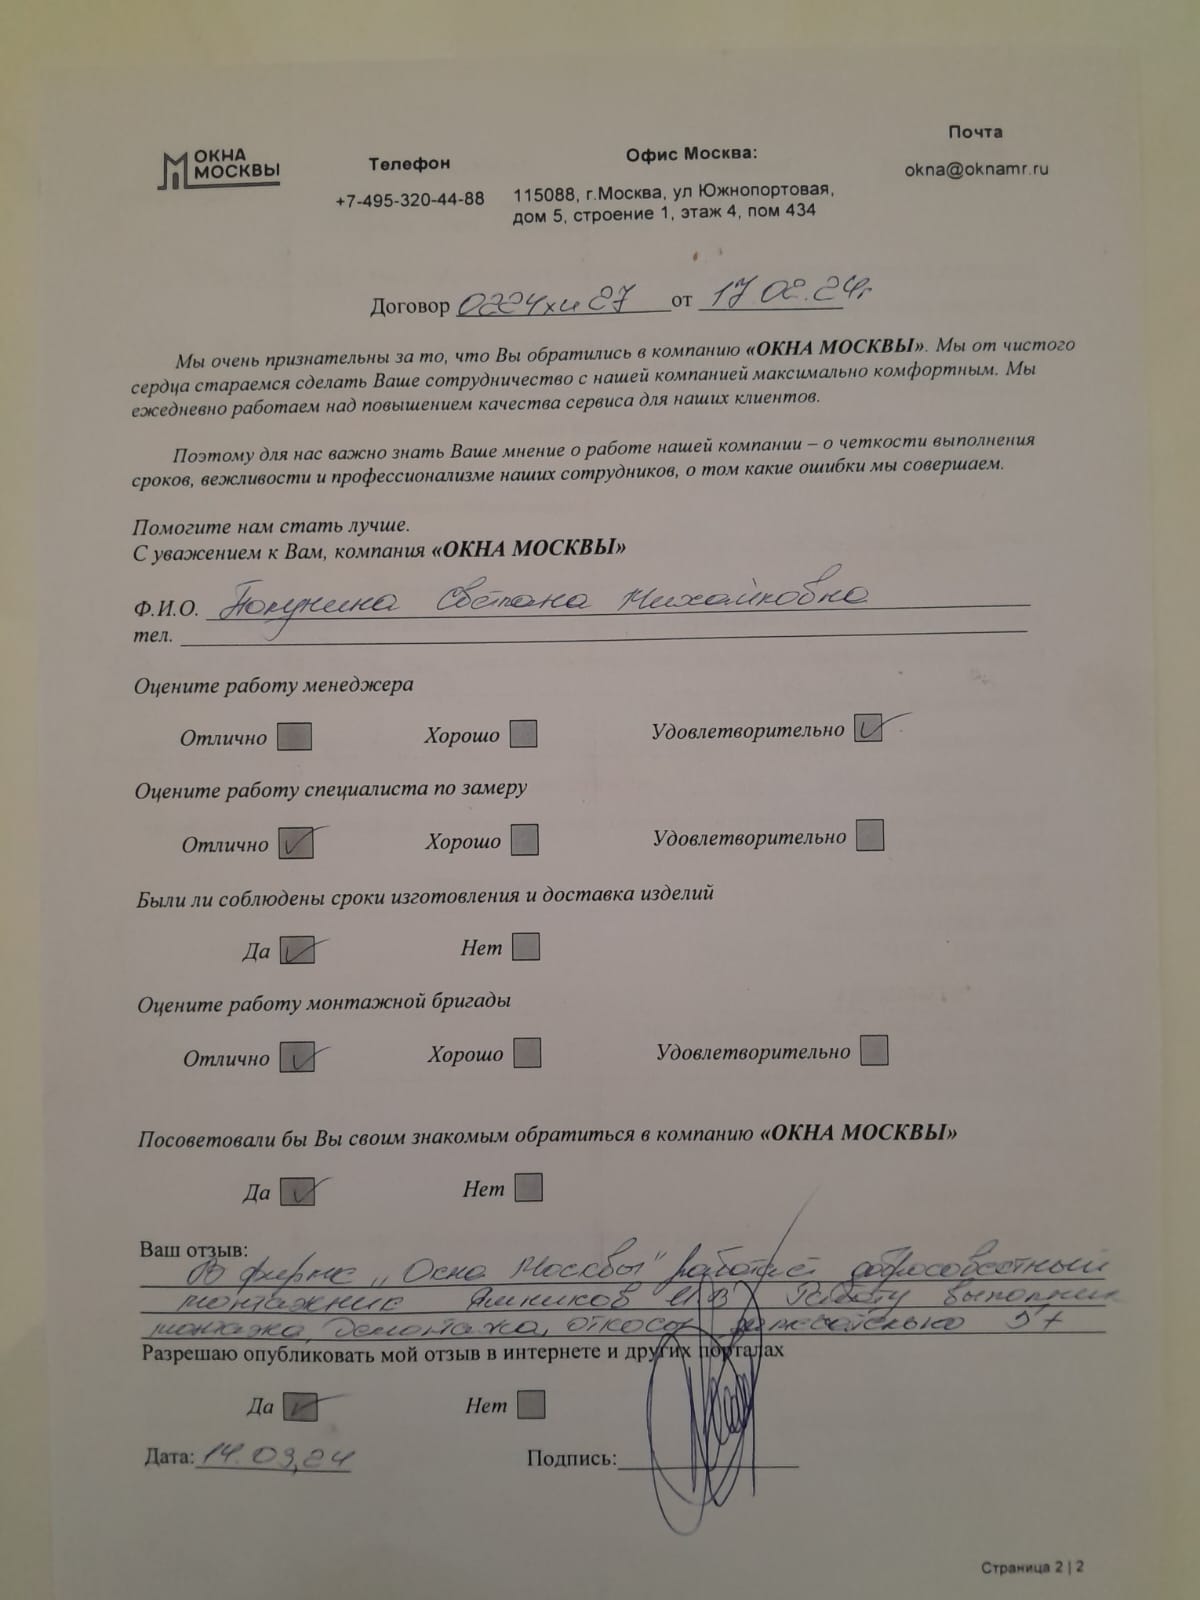 ОКНА
МОСКВЫ
Телефон
+7-495-320-44-88
Офис Москва:
115088, г.Москва, ул Южнопортовая,
дом 5, строение 1, этаж 4, пом 434
Почта
okna@oknamr.ru
Договор 0224хи27 от 17 02.24г
Мы очень признательны за то, что Вы обратились в компанию «ОКНА МОСКВЫ». Мы от чистого
сердца стараемся сделать Ваше сотрудничество с нашей компанией максимально комфортным. Мы
ежедневно работаем над повышением качества сервиса для наших клиентов.
Поэтому для нас важно знать Ваше мнение о работе нашей компании – о четкости выполнения
сроков, вежливости и профессионализме наших сотрудников, о том какие ошибки мы совершаем.
Помогите нам стать лучше.
С уважением к Вам, компания «ОКНА МОСКВЫ»
Ф.И.О. Светлана Михайловна
тел.
Оцените работу менеджера
Отлично Хорошо Удовлетворительно
Оцените работу специалиста по замеру
Отлично Хорошо Удовлетворительно
Были ли соблюдены сроки изготовления и доставка изделий
Да Нет
Оцените работу монтажной бригады
Отлично Хорошо Удовлетворительно
Посоветовали бы Вы своим знакомым обратиться в компанию «ОКНА МОСКВЫ»
Да Нет
Ваш отзыв:
В фирме „Окна Москвы" работает добросовестный
монтажник Работу выполнил
монтажа, демонтажа, откосов 5+
Разрешаю опубликовать мой отзыв в интернете и других порталах
Да Нет
Дата: 14.03.24 Подпись:
Страница 2 | 2